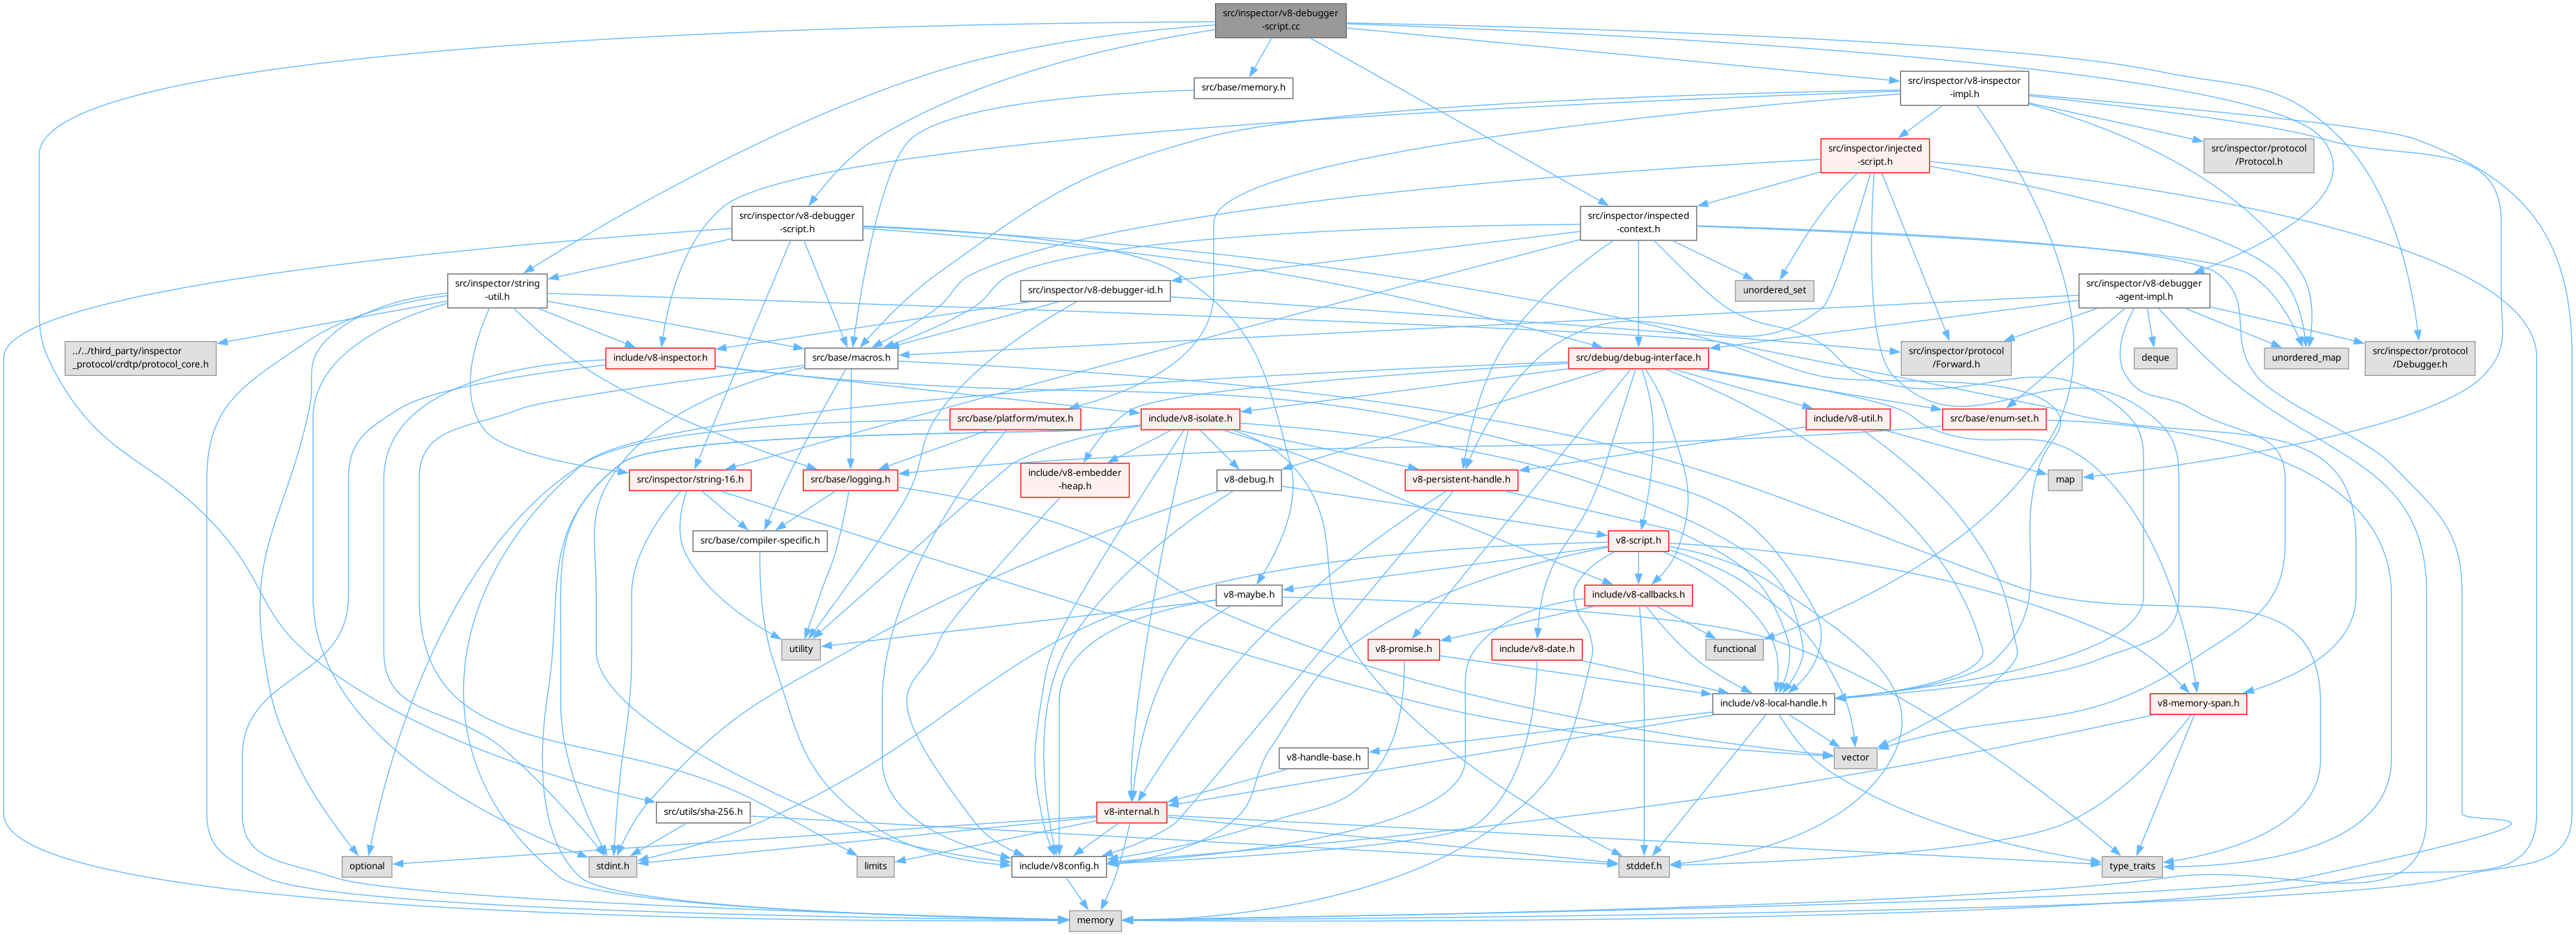 src/inspector/v8-debugger
-script.cc
src/base/memory.h
src/inspector/v8-inspector
-impl.h
src/inspector/injected
-script.h
src/inspector/protocol
/Protocol.h
src/inspector/v8-debugger
-script.h
src/inspector/inspected
-context.h
src/inspector/string
-util.h
src/inspector/v8-debugger-id.h
unordered_set
src/inspector/v8-debugger
-agent-impl.h
../../third_party/inspector
_protocol/crdtp/protocol_core.h
include/v8-inspector.h
src/base/macros.h
src/debug/debug-interface.h
src/inspector/protocol
/Forward.h
deque
unordered_map
src/inspector/protocol
/Debugger.h
src/base/platform/mutex.h
include/v8-isolate.h
include/v8-util.h
src/base/enum-set.h
src/inspector/string-16.h
src/base/logging.h
include/v8-embedder
-heap.h
v8-debug.h
v8-persistent-handle.h
map
src/base/compiler-specific.h
v8-script.h
v8-maybe.h
include/v8-callbacks.h
utility
v8-promise.h
include/v8-date.h
functional
include/v8-local-handle.h
v8-memory-span.h
v8-handle-base.h
vector
src/utils/sha-256.h
v8-internal.h
optional
stdint.h
limits
include/v8config.h
stddef.h
type_traits
memory